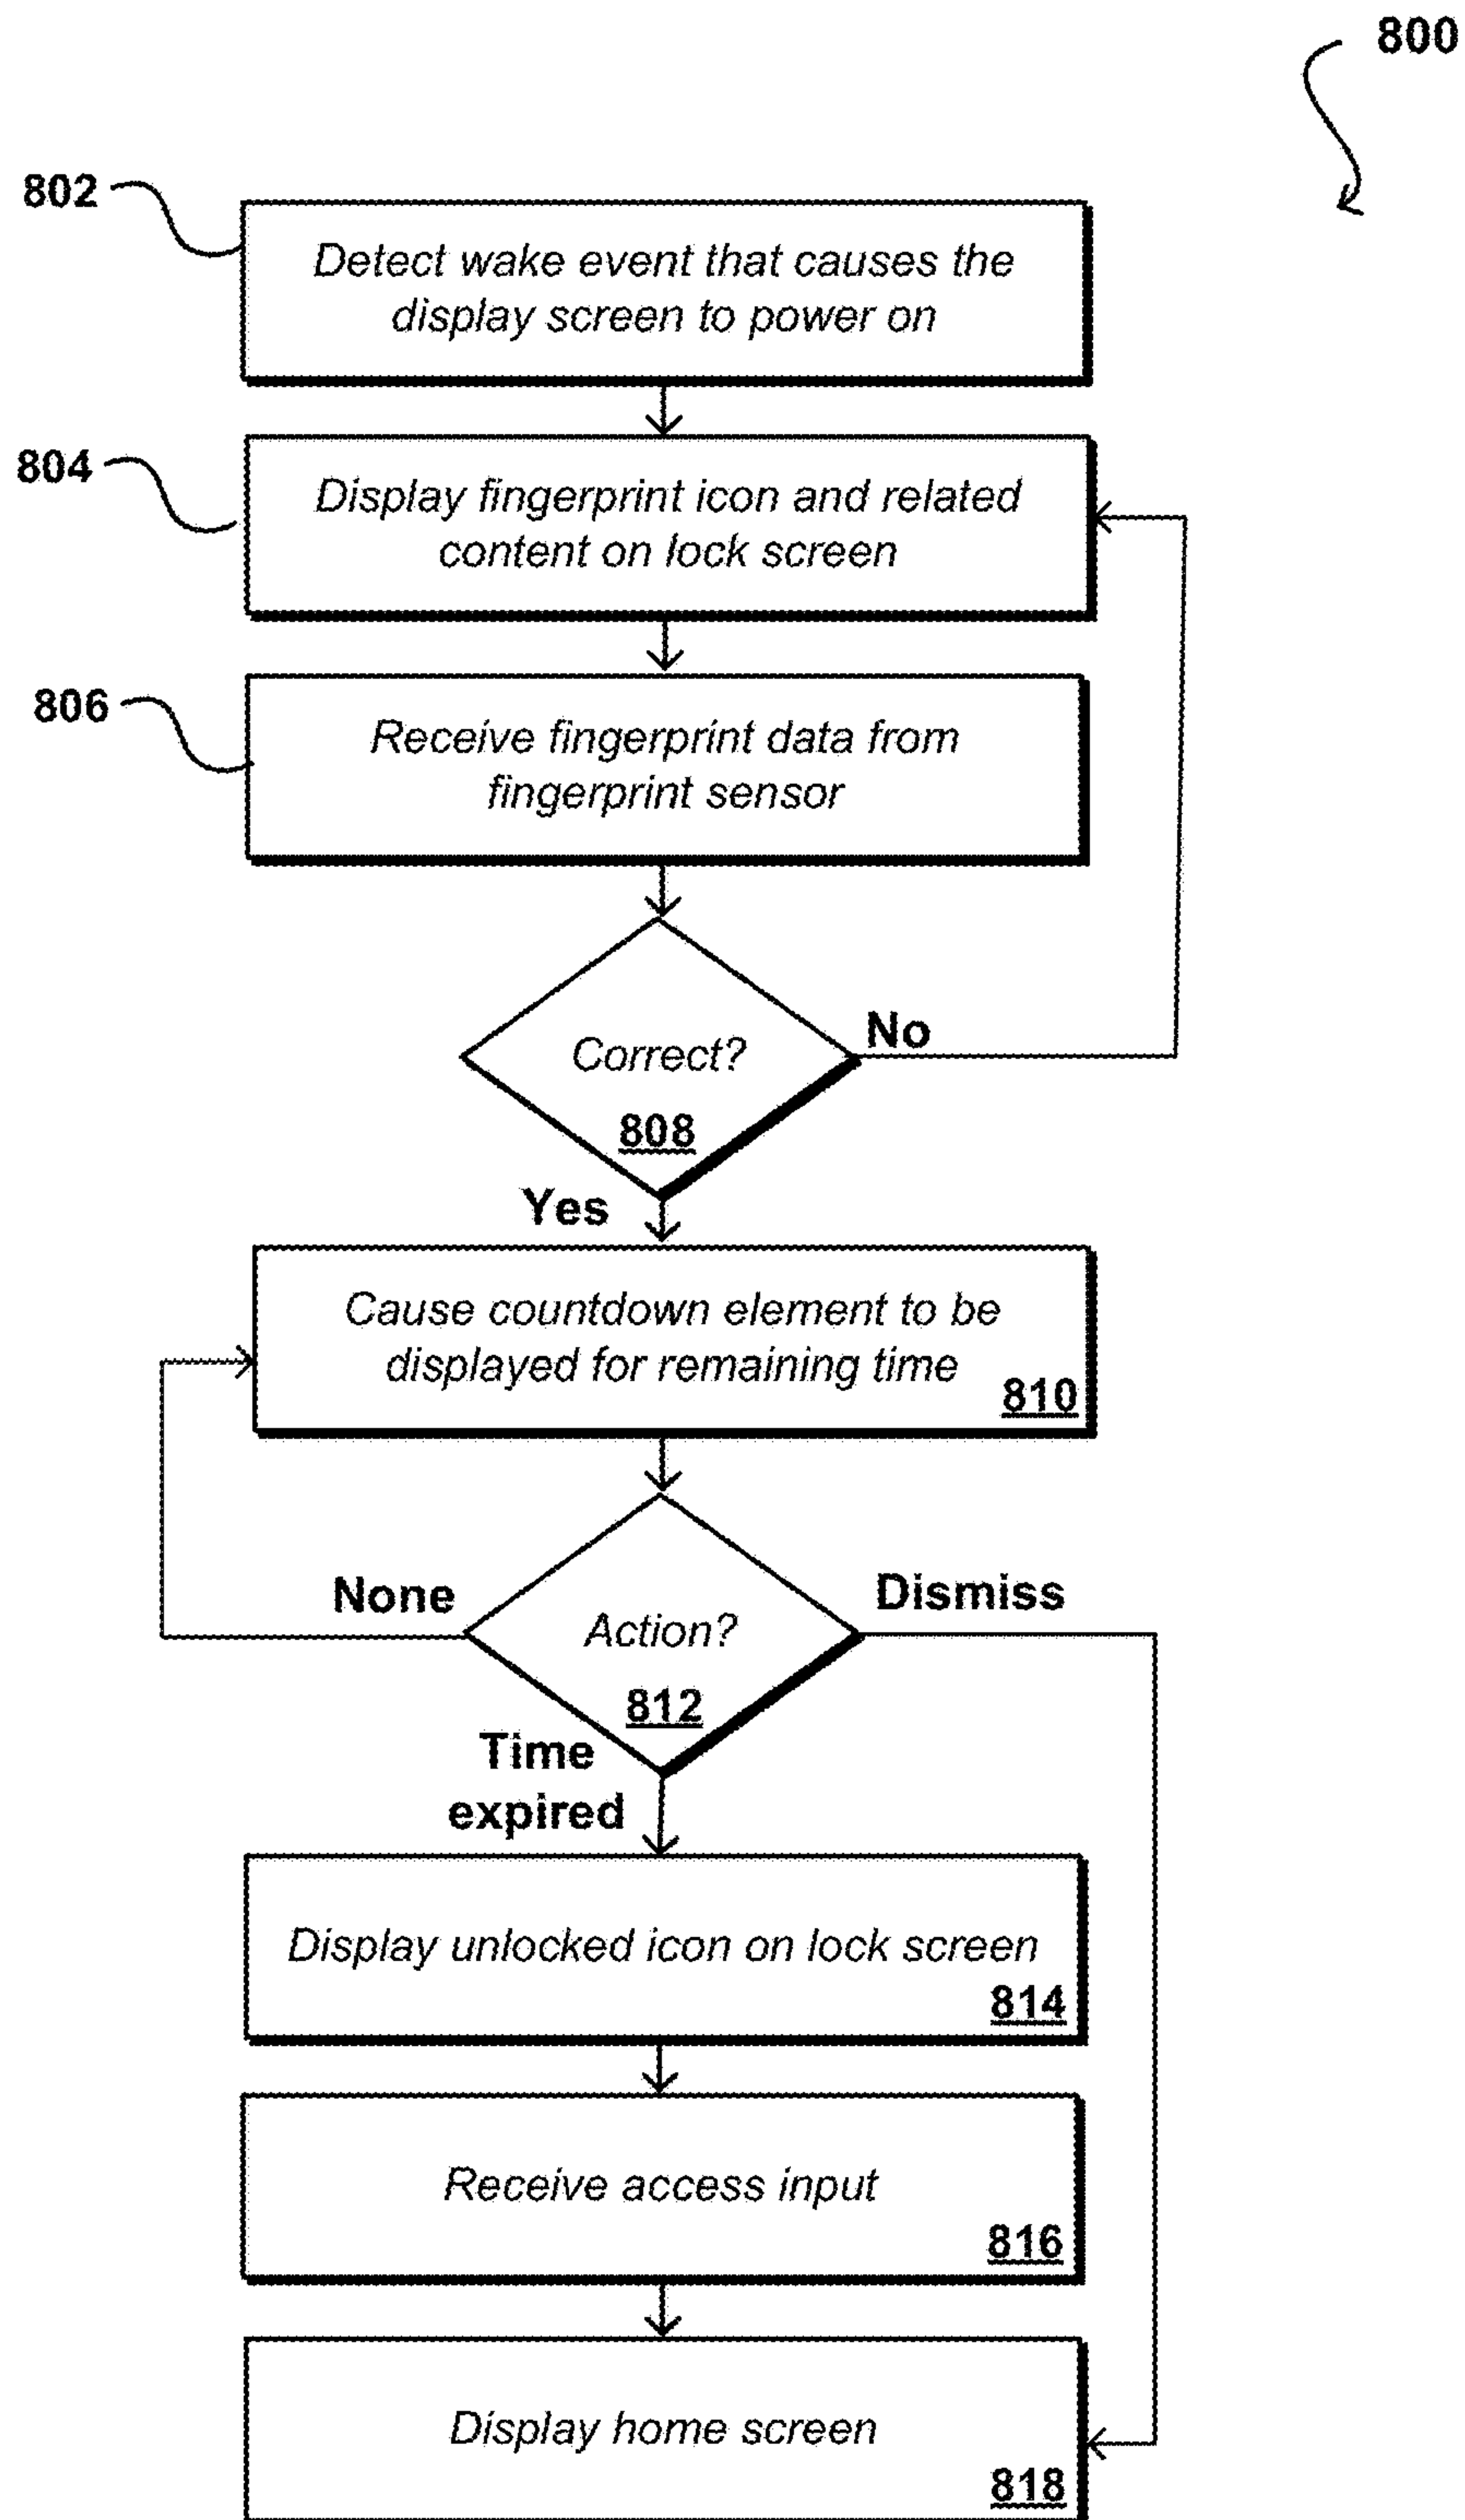 800
802
Detect wake event that causes the
display screen to power on
804
Display fingerprint icon and related
content on lock screen
806
Receive fingerprint data from
fingerprint sensor
Correct?
808
No
Yes
Cause countdown element to be
displayed for remaining time
810
None
Action?
812
Dismiss
Time
expired
Display unlocked icon on lock screen
814
Receive access input
816
Display home screen
818